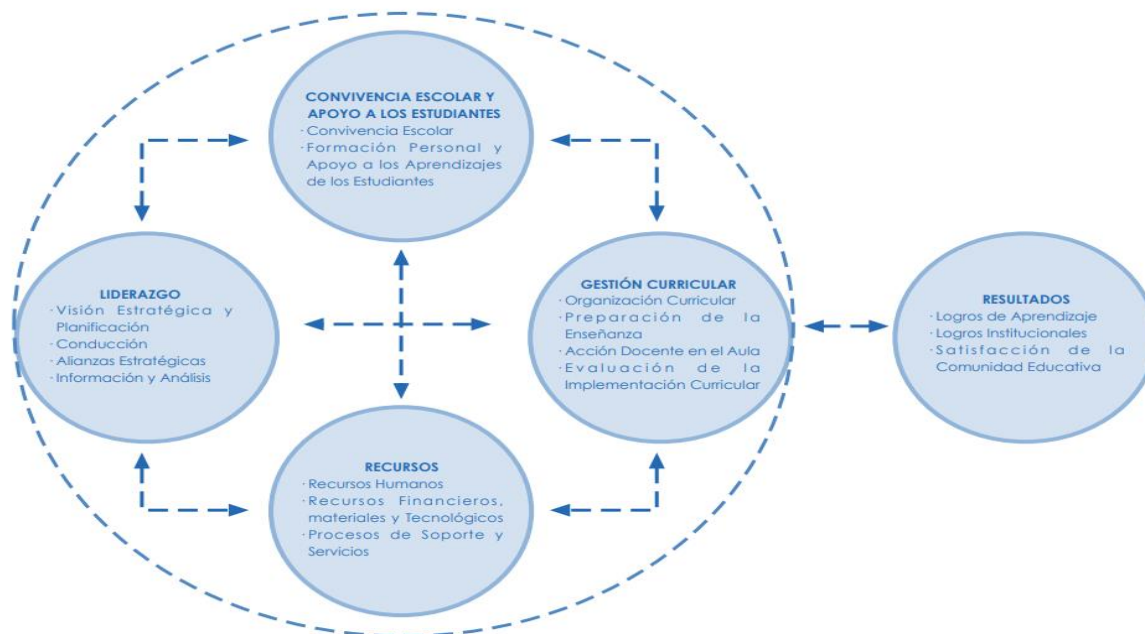 CONVIVENCIA ESCOLAR Y
APOYO A LOS ESTUDIANTES
· Convivencia Escolar
· Formación Personal y
Apoyo a los Aprendizajes
de los Estudiantes
LIDERAZGO
· Visión Estratégica y
Planificación
· Conducción
· Alianzas Estratégicas
· Información y Análisis
GESTIÓN CURRICULAR
· Organización Curricular
· Preparación de la
Enseñanza
· Acción Docente en el Aula
· Evaluación de la
Implementación Curricular
RESULTADOS
· Logros de Aprendizaje
· Logros Institucionales
· Satisfacción de la
Comunidad Educativa
RECURSOS
· Recursos Humanos
· Recursos Financieros,
materiales y Tecnológicos
· Procesos de Soporte y
Servicios